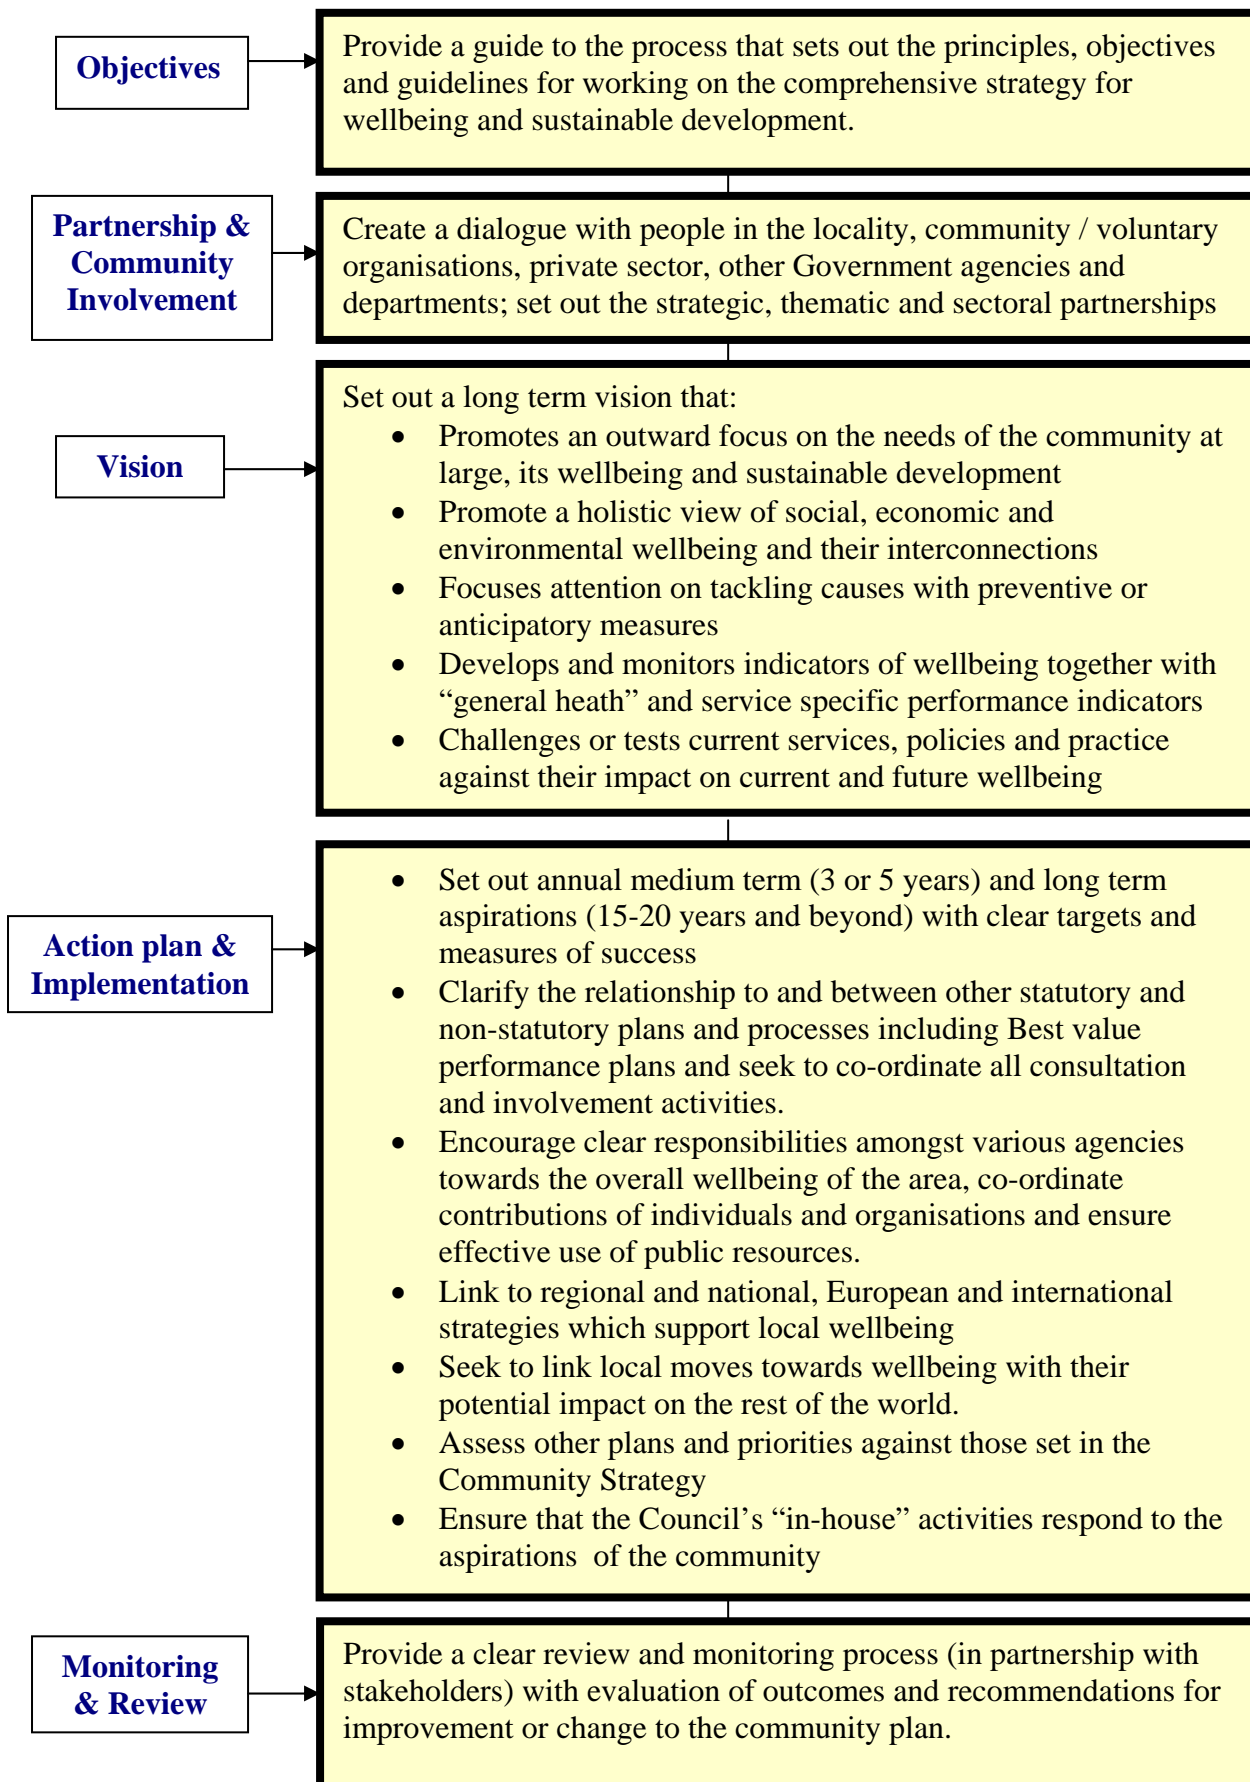 Objectives
Provide a guide to the process that sets out the principles, objectives
and guidelines for working on the comprehensive strategy for
wellbeing and sustainable development.
Partnership &
Community
Involvement
Create a dialogue with people in the locality, community / voluntary
organisations, private sector, other Government agencies and
departments; set out the strategic, thematic and sectoral partnerships
Vision
Set out a long term vision that:
• Promotes an outward focus on the needs of the community at
large, its wellbeing and sustainable development
• Promote a holistic view of social, economic and
environmental wellbeing and their interconnections
• Focuses attention on tackling causes with preventive or
anticipatory measures
• Develops and monitors indicators of wellbeing together with
“general heath” and service specific performance indicators
• Challenges or tests current services, policies and practice
against their impact on current and future wellbeing
Action plan &
Implementation
• Set out annual medium term (3 or 5 years) and long term
aspirations (15-20 years and beyond) with clear targets and
measures of success
• Clarify the relationship to and between other statutory and
non-statutory plans and processes including Best value
performance plans and seek to co-ordinate all consultation
and involvement activities.
• Encourage clear responsibilities amongst various agencies
towards the overall wellbeing of the area, co-ordinate
contributions of individuals and organisations and ensure
effective use of public resources.
• Link to regional and national, European and international
strategies which support local wellbeing
• Seek to link local moves towards wellbeing with their
potential impact on the rest of the world.
• Assess other plans and priorities against those set in the
Community Strategy
• Ensure that the Council’s “in-house” activities respond to the
aspirations of the community
Monitoring
& Review
Provide a clear review and monitoring process (in partnership with
stakeholders) with evaluation of outcomes and recommendations for
improvement or change to the community plan.